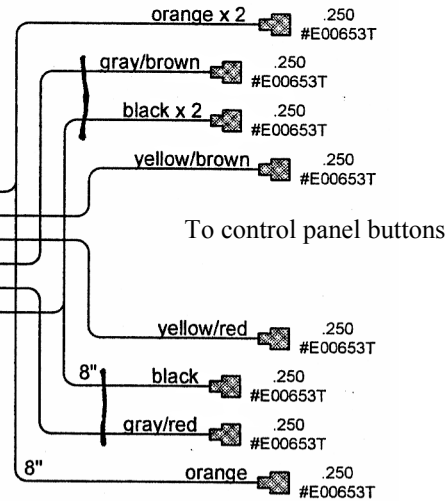 orange x 2 .250
#E00653T
gray/brown .250
#E00653T
black x 2 .250
#E00653T
yellow/brown .250
#E00653T
To control panel buttons
yellow/red .250
#E00653T
8" black .250
#E00653T
gray/red .250
#E00653T
8" orange .250
#E00653T